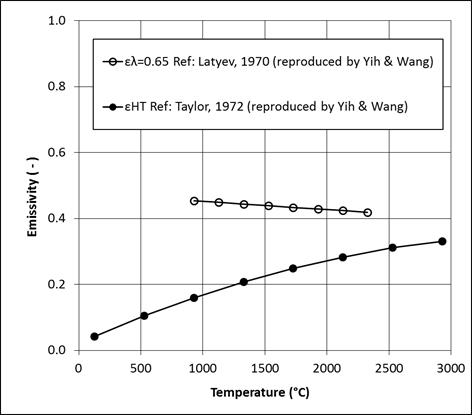 1.0
0.8
0.6
0.4
0.2
0.0
Emissivity ( - )
ελ=0.65 Ref: Latyev, 1970 (reproduced by Yih & Wang)
εHT Ref: Taylor, 1972 (reproduced by Yih & Wang)
0 500 1000 1500 2000 2500 3000
Temperature (°C)